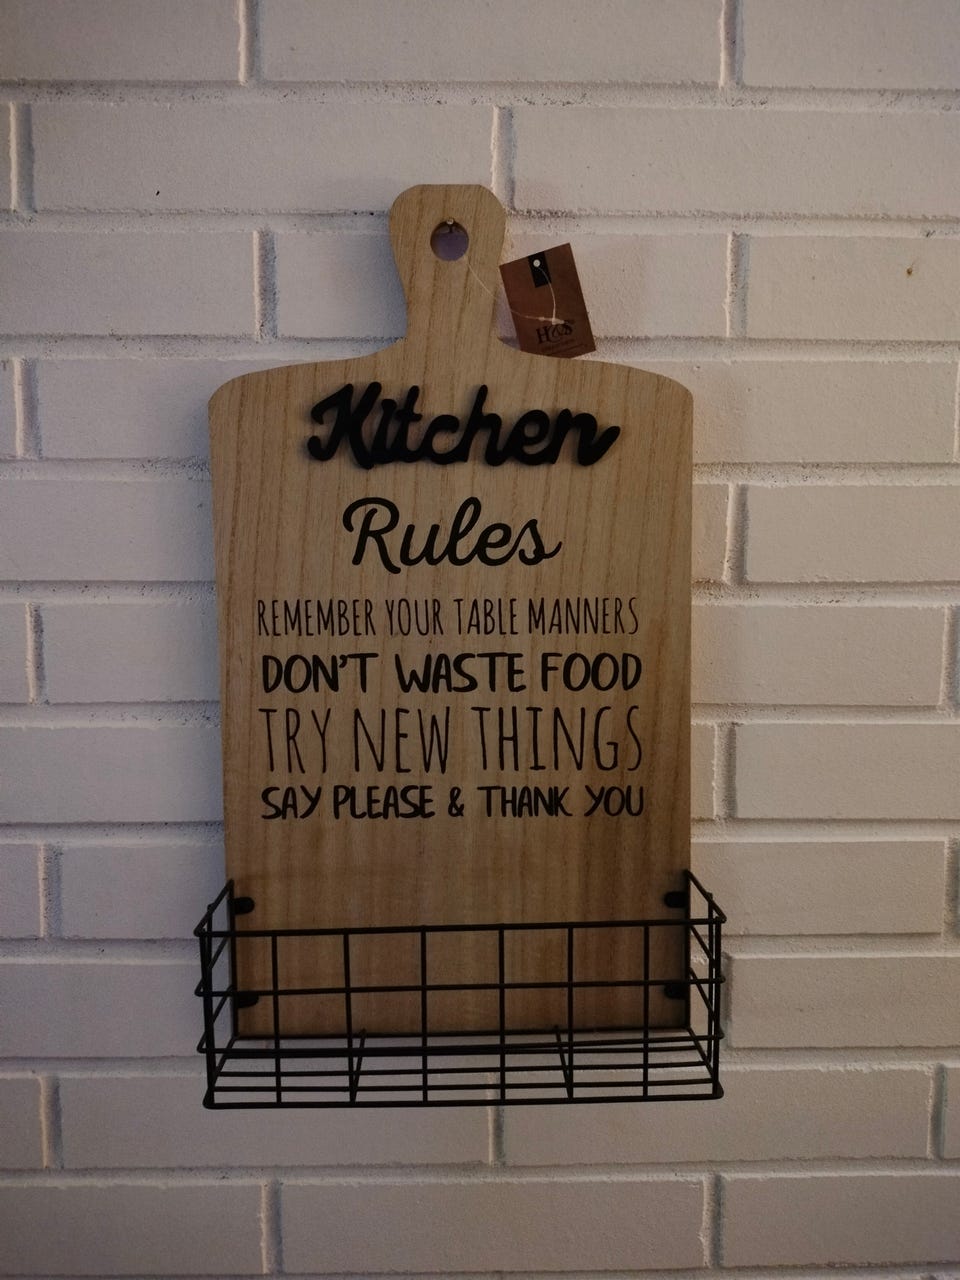 H&S
Kitchen
Rules
REMEMBER YOUR TABLE MANNERS
DON'T WASTE FOOD
TRY NEW THINGS
SAY PLEASE & THANK YOU